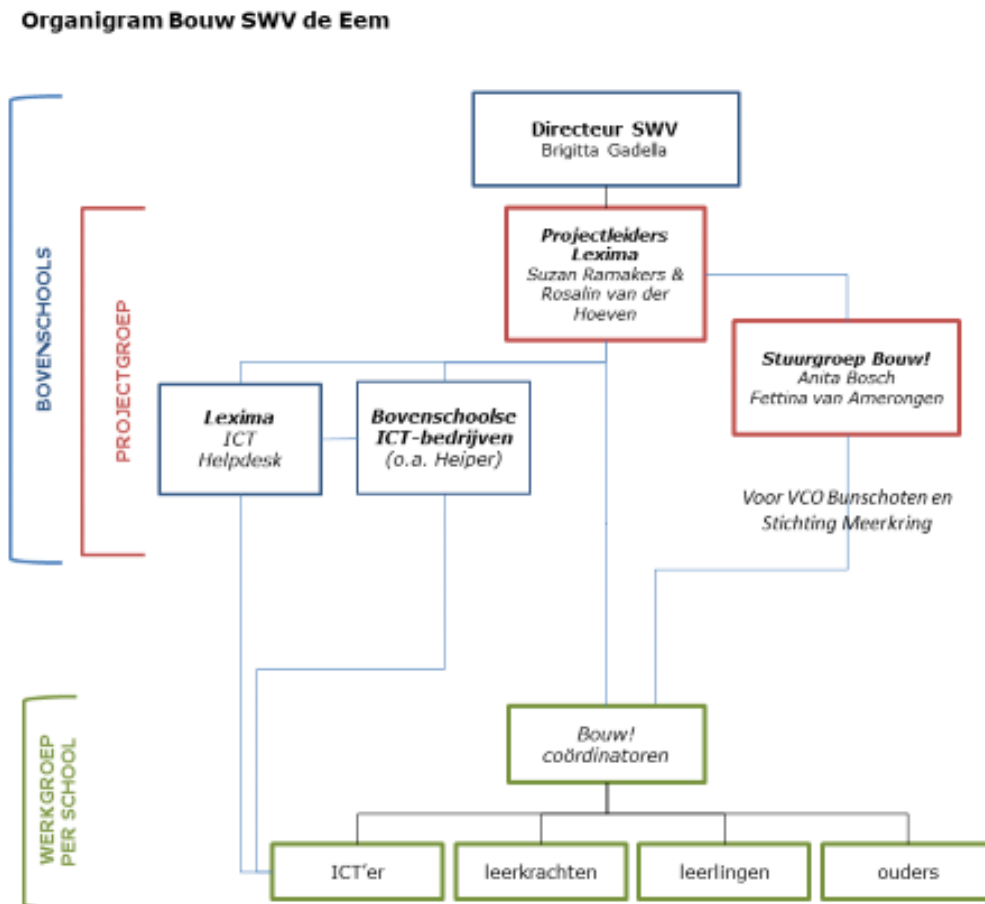 Organigram Bouw SWV de Eem
Directeur SWV
Brigitta Gadella
BOVENSCHOOLS
PROJECTGROEP
Projectleiders
Lexima
Suzan Ramakers &
Rosalin van der
Hoeven
Stuurgroep Bouw!
Anita Bosch
Fettina van Amerongen
Lexima
ICT
Helpdesk
Bovenschoolse
ICT-bedrijven
(o.a. Heiper)
Voor VCO Bunschoten en
Stichting Meerkring
WERKGROEP
PER SCHOOL
Bouw!
coördinatoren
ICT'er
leerkrachten
leerlingen
ouders